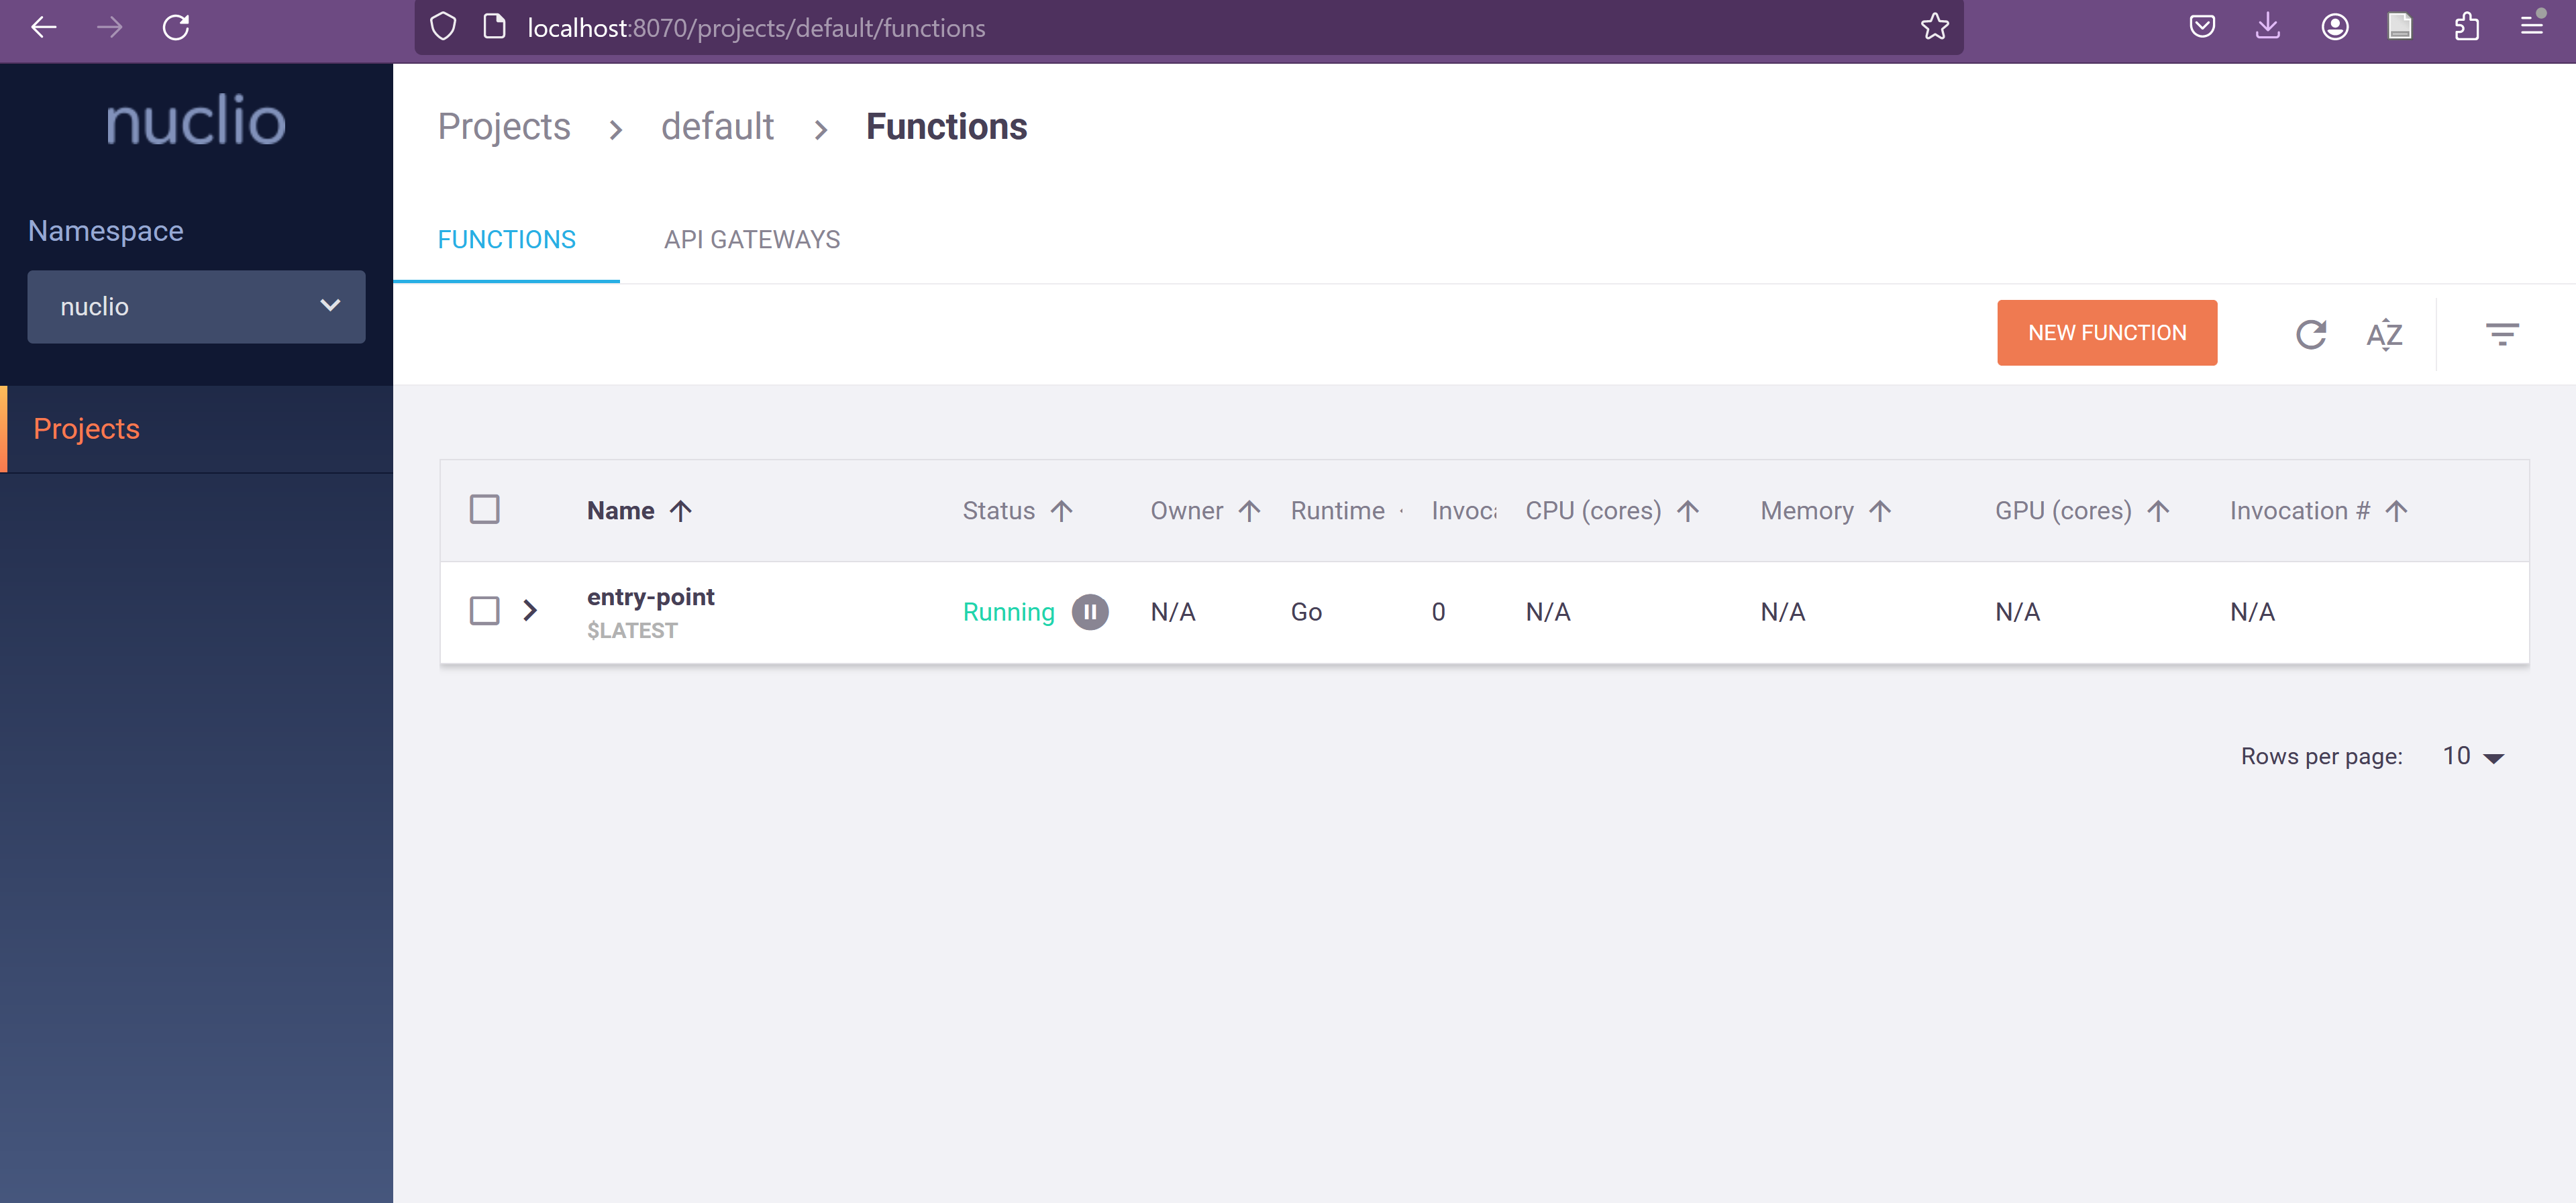 localhost:8070/projects/default/functions
nuclio
Namespace
nuclio
Projects
Projects > default > Functions
FUNCTIONS API GATEWAYS
NEW FUNCTION
AZ
Name Status Owner Runtime Invoc CPU (cores) Memory GPU (cores) Invocation #
entry-point
$LATEST
Running N/A Go 0 N/A N/A N/A N/A
Rows per page: 10